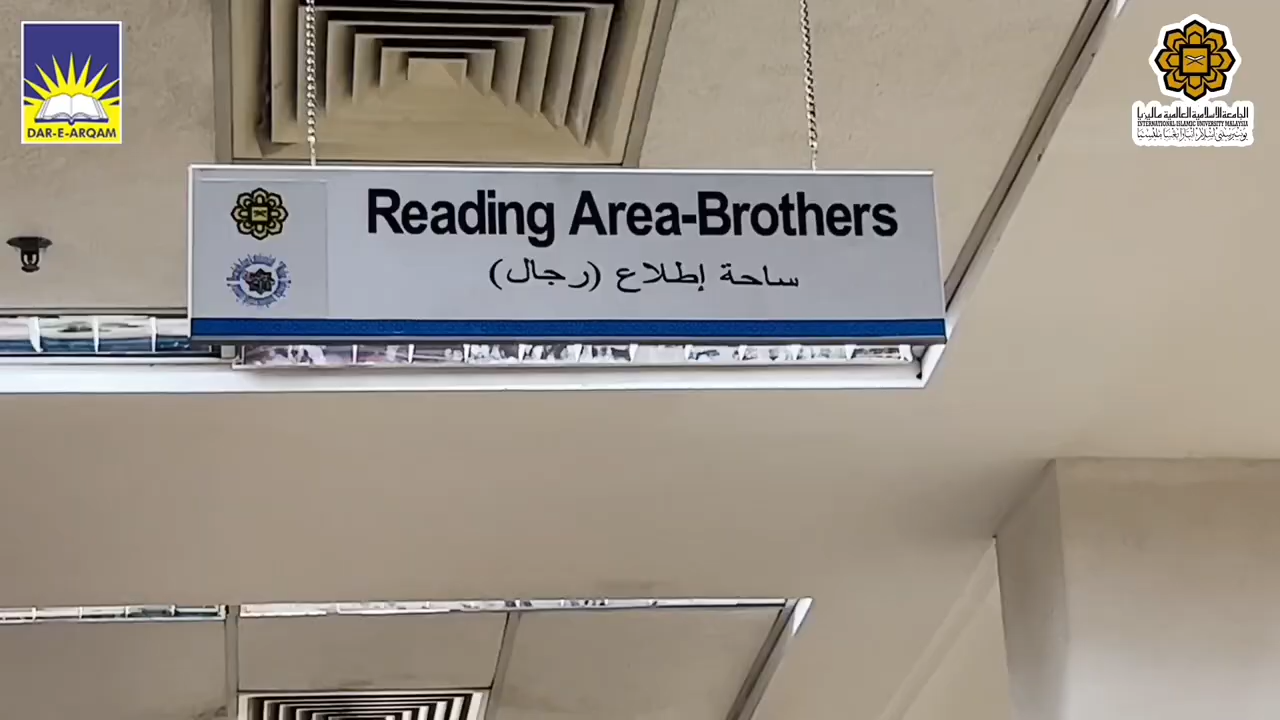 DAR-E-ARQAM
الجامعة الإسلامية العالمية ماليزيا
INTERNATIONAL ISLAMIC UNIVERSITY MALAYSIA
Reading Area-Brothers
ساحة إطلاع (رجال)